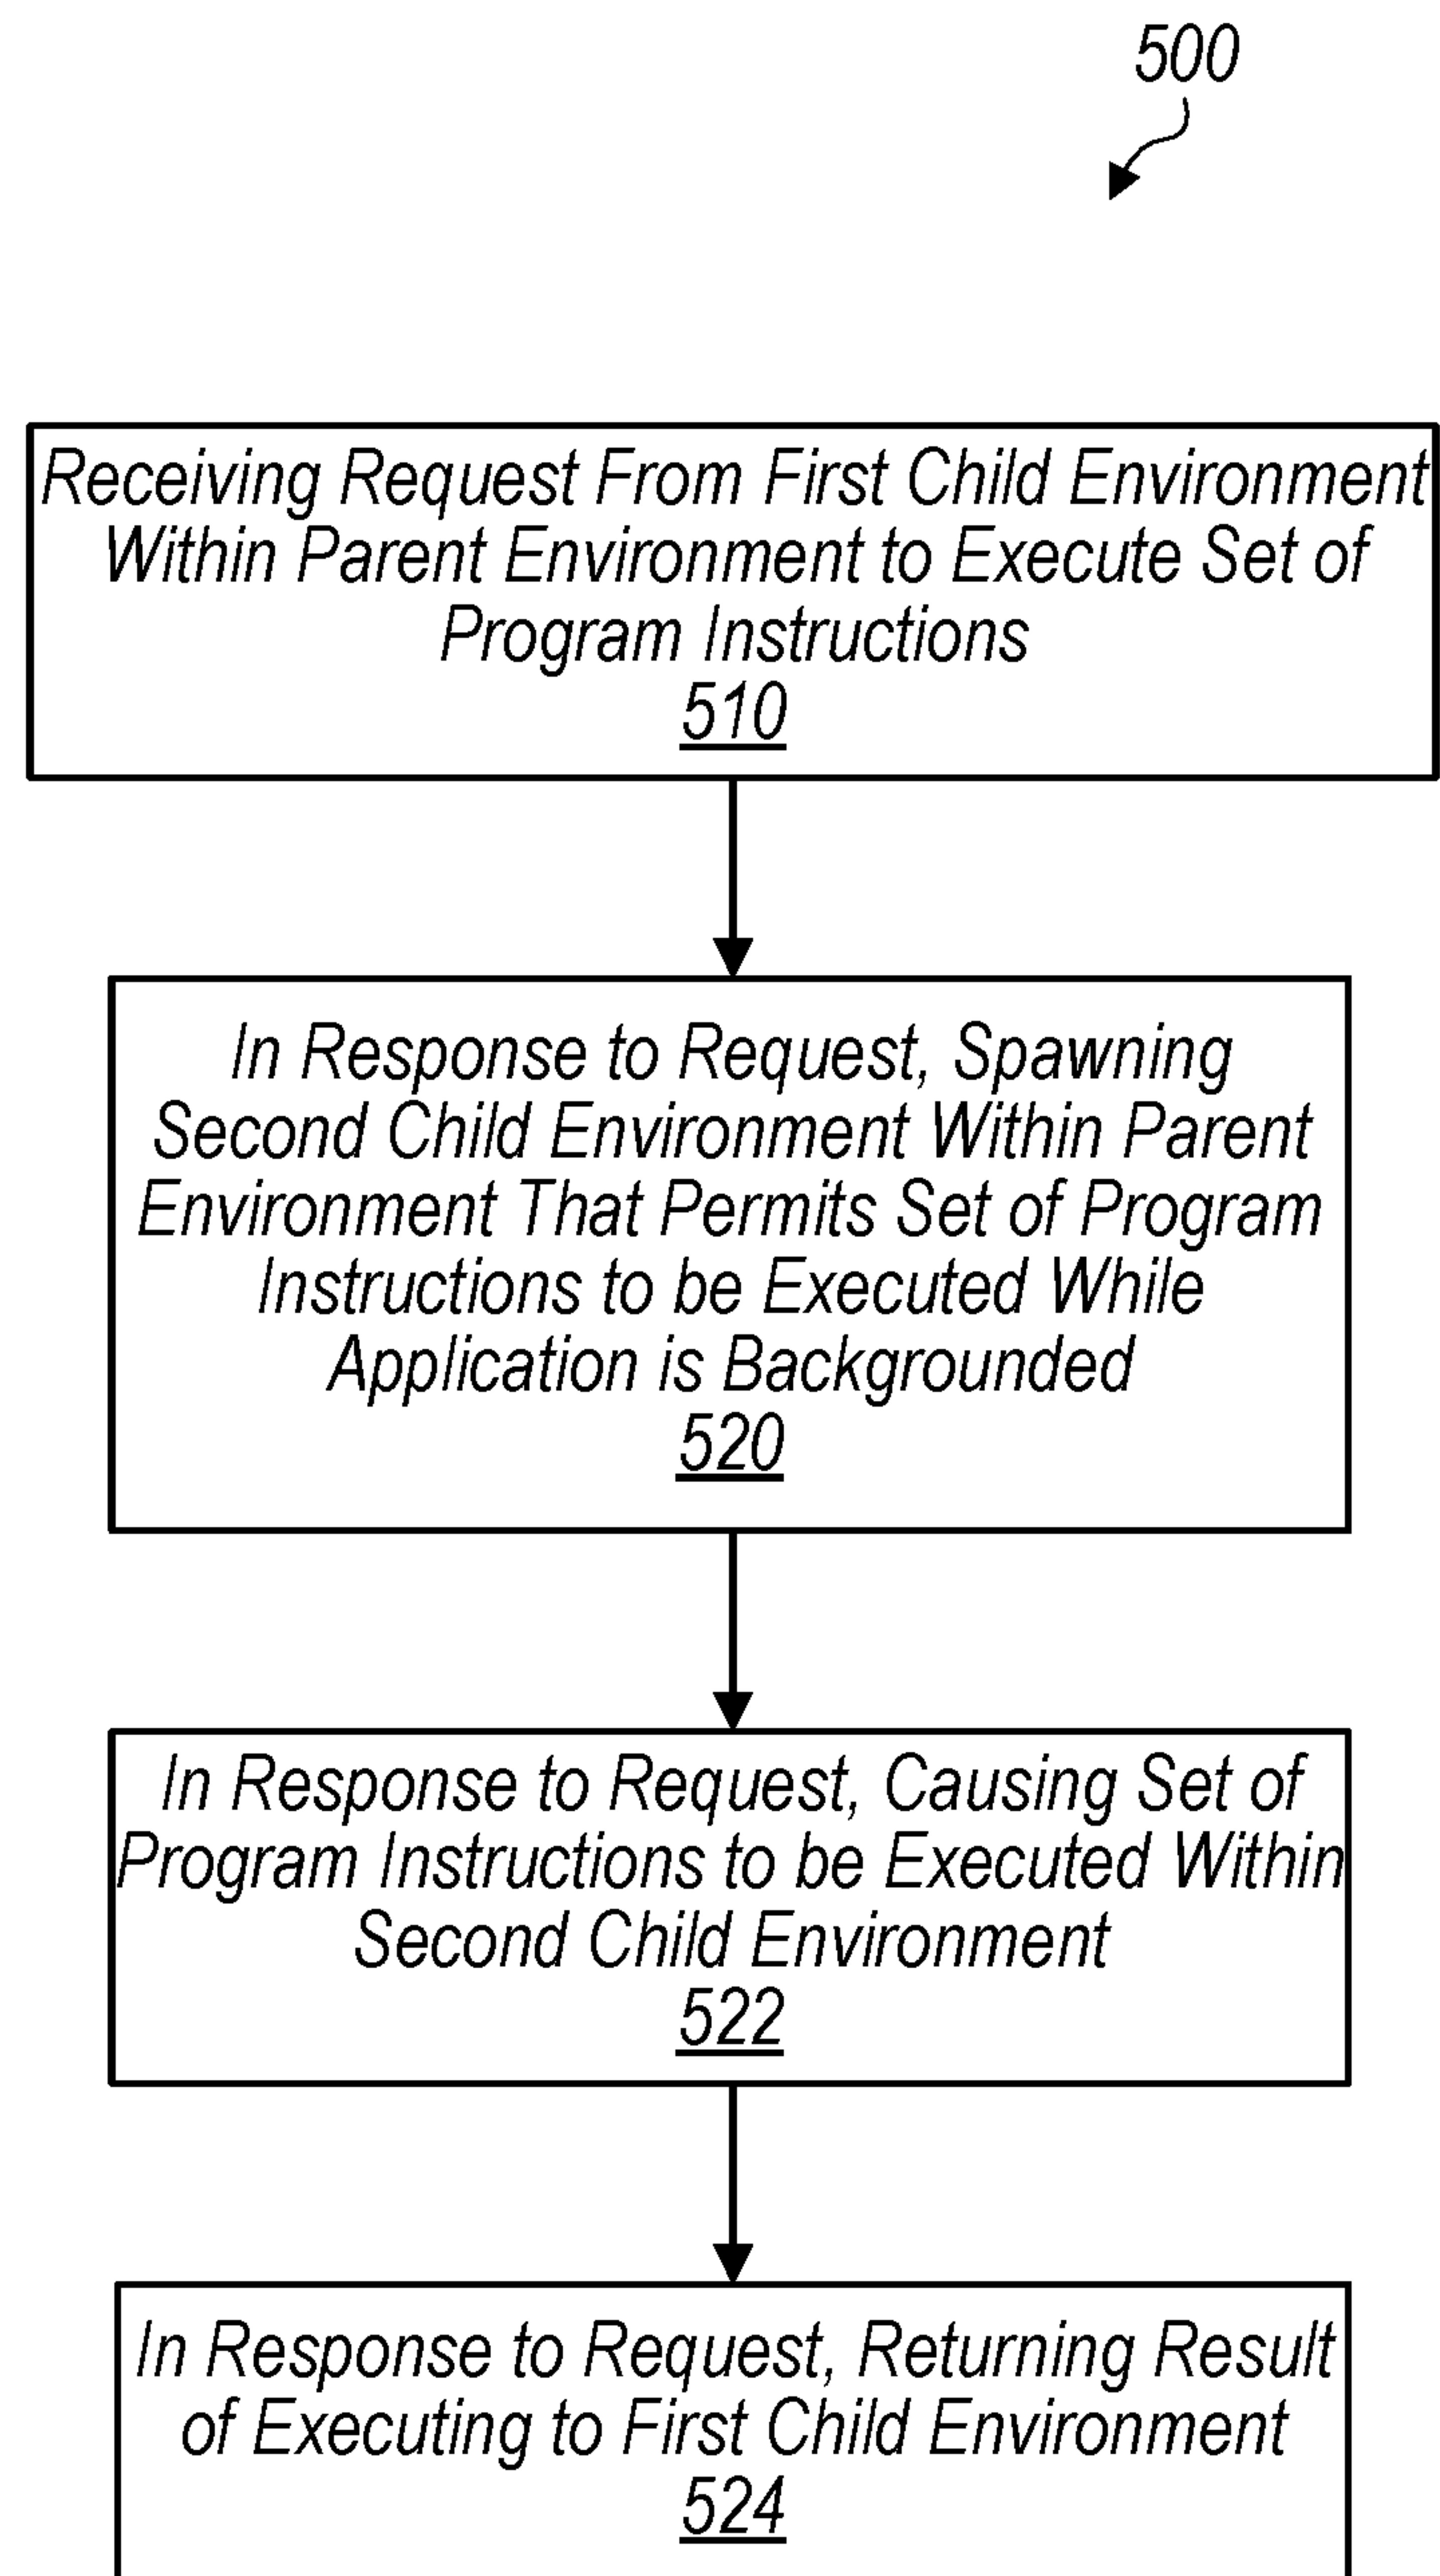 500
Receiving Request From First Child Environment
Within Parent Environment to Execute Set of
Program Instructions
510
In Response to Request, Spawning
Second Child Environment Within Parent
Environment That Permits Set of Program
Instructions to be Executed While
Application is Backgrounded
520
In Response to Request, Causing Set of
Program Instructions to be Executed Within
Second Child Environment
522
In Response to Request, Returning Result
of Executing to First Child Environment
524